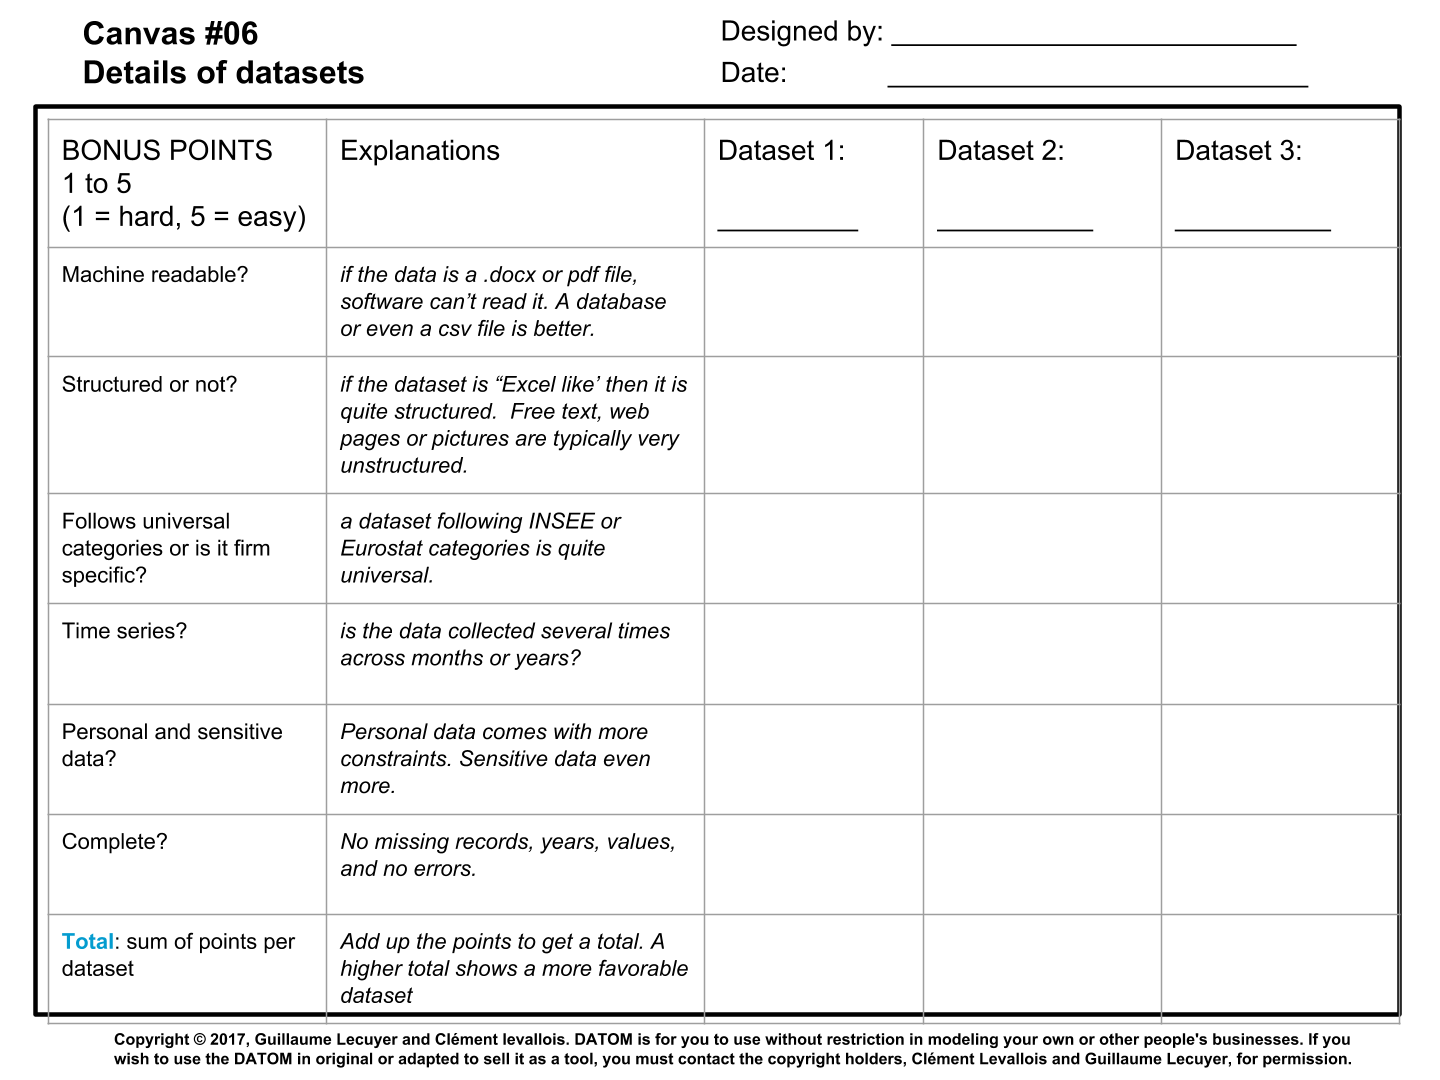 Canvas #06
Details of datasets
Designed by:
Date:
BONUS POINTS
1 to 5
(1 = hard, 5 = easy)
Explanations
Dataset 1:
Dataset 2:
Dataset 3:
Machine readable?
if the data is a .docx or pdf file,
software can’t read it. A database
or even a csv file is better.
Structured or not?
if the dataset is “Excel like’ then it is
quite structured.  Free text, web
pages or pictures are typically very
unstructured.
Follows universal
categories or is it firm
specific?
a dataset following INSEE or
Eurostat categories is quite
universal.
Time series?
is the data collected several times
across months or years?
Personal and sensitive
data?
Personal data comes with more
constraints. Sensitive data even
more.
Complete?
No missing records, years, values,
and no errors.
Total: sum of points per
dataset
Add up the points to get a total. A
higher total shows a more favorable
dataset
Copyright © 2017, Guillaume Lecuyer and Clément levallois. DATOM is for you to use without restriction in modeling your own or other people's businesses. If you
wish to use the DATOM in original or adapted to sell it as a tool, you must contact the copyright holders, Clément Levallois and Guillaume Lecuyer, for permission.